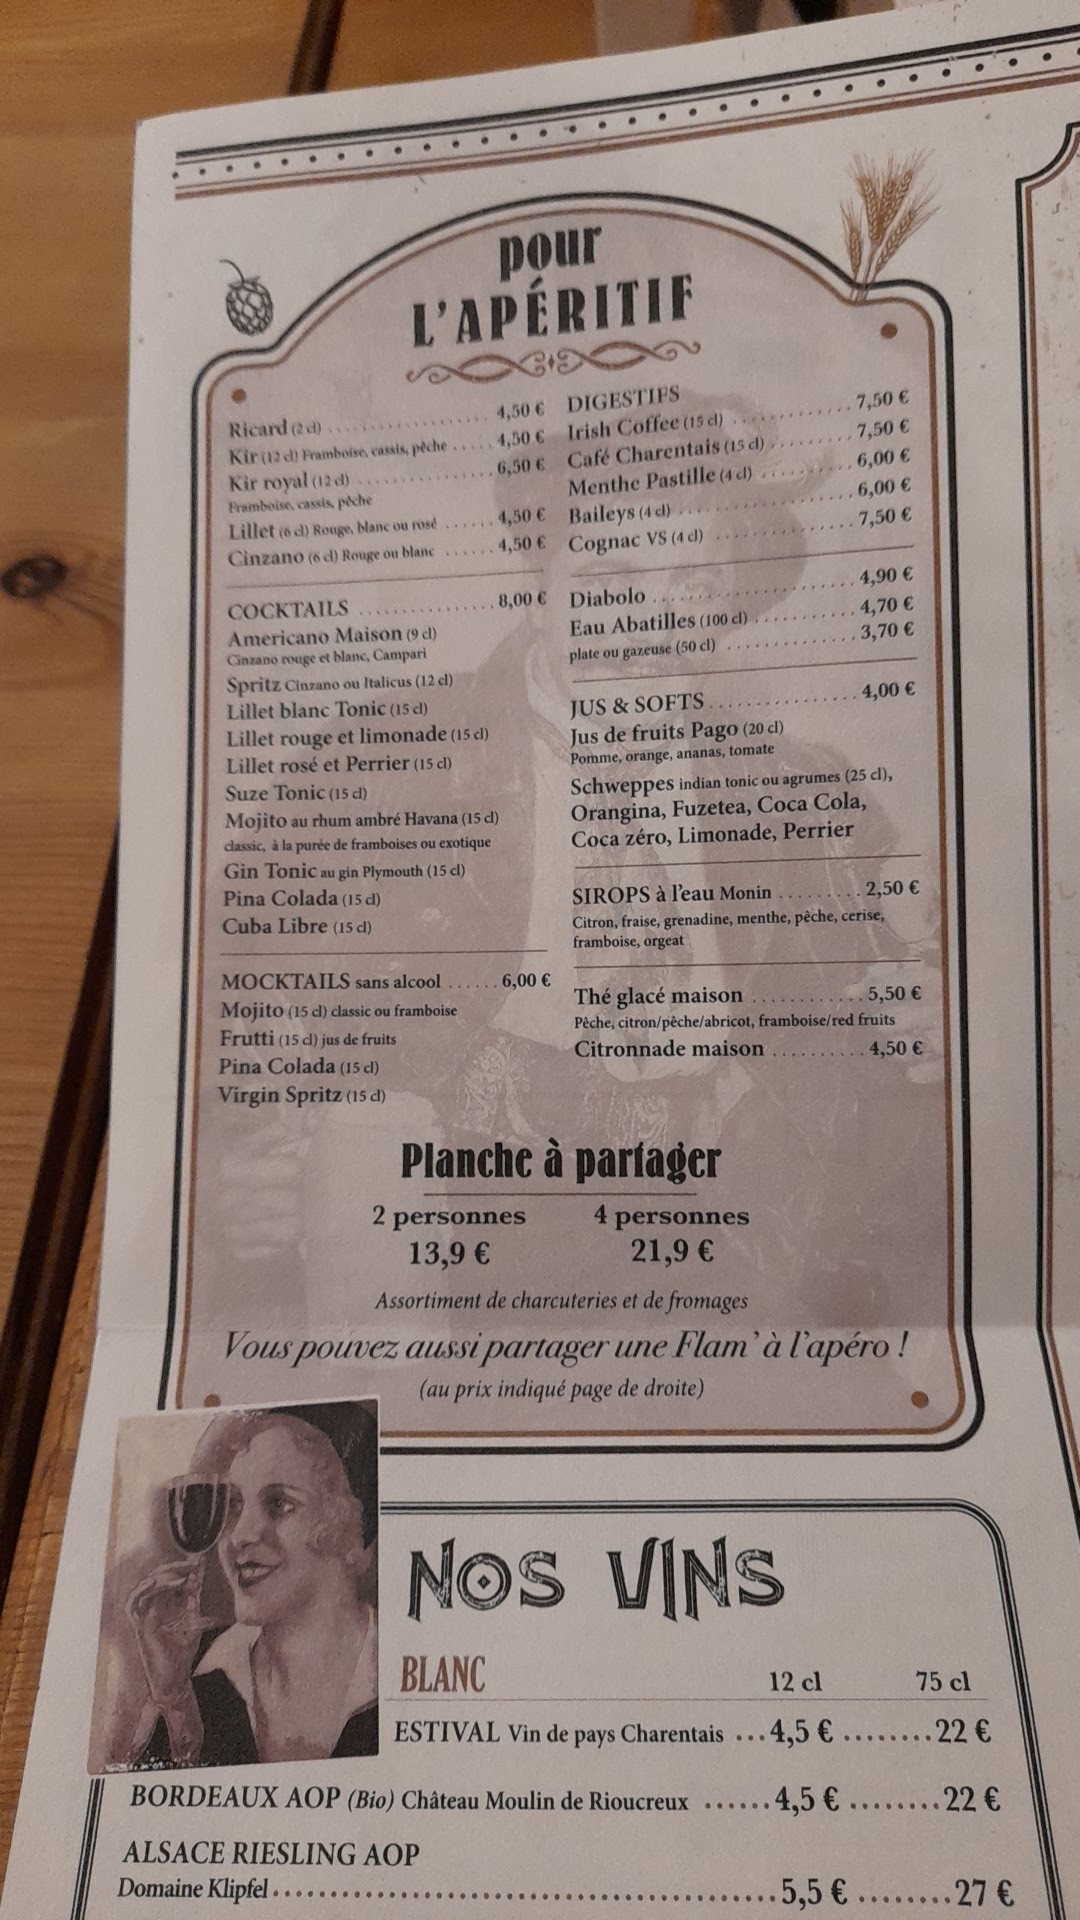 pour
L'APÉRITIF
Ricard (2 cl) ..................... 4,50 €
Kir (12 cl) Framboise, cassis, pêche ..... 4,50 €
Kir royal (12 cl) ................. 6,50 €
Framboise, cassis, pêche
Lillet (6 cl) Rouge, blanc ou rosé ...... 4,50 €
Cinzano (6 cl) Rouge ou blanc ...... 4,50 €
COCKTAILS ................ 8,00 €
Americano Maison (9 cl)
Cinzano rouge et blanc, Campari
Spritz Cinzano ou Italicus (12 cl)
Lillet blanc Tonic (15 cl)
Lillet rouge et limonade (15 cl)
Lillet rosé et Perrier (15 cl)
Suze Tonic (15 cl)
Mojito au rhum ambré Havana (15 cl)
classic, à la purée de framboises ou exotique
Gin Tonic au gin Plymouth (15 cl)
Pina Colada (15 cl)
Cuba Libre (15 cl)
MOCKTAILS sans alcool ...... 6,00 €
Mojito (15 cl) classic ou framboise
Frutti (15 cl) jus de fruits
Pina Colada (15 cl)
Virgin Spritz (15 cl)
DIGESTIFS
Irish Coffee (15 cl) ............... 7,50 €
Café Charentais (15 cl) ........... 7,50 €
Menthe Pastille (4 cl) ............ 6,00 €
Baileys (4 cl) ..................... 6,00 €
Cognac VS (4 cl) ................. 7,50 €
Diabolo ......................... 4,90 €
Eau Abatilles (100 cl) ............. 4,70 €
plate ou gazeuse (50 cl) ................ 3,70 €
JUS & SOFTS ................. 4,00 €
Jus de fruits Pago (20 cl)
Pomme, orange, ananas, tomate
Schweppes indian tonic ou agrumes (25 cl),
Orangina, Fuzetea, Coca Cola,
Coca zéro, Limonade, Perrier
SIROPS à l'eau Monin ......... 2,50 €
Citron, fraise, grenadine, menthe, pêche, cerise,
framboise, orgeat
Thé glacé maison ............. 5,50 €
Pêche, citron/pêche/abricot, framboise/red fruits
Citronnade maison .......... 4,50 €
Planche à partager
2 personnes 4 personnes
13,9 € 21,9 €
Assortiment de charcuteries et de fromages
Vous pouvez aussi partager une Flam' à l'apéro !
(au prix indiqué page de droite)
NOS VINS
BLANC 12 cl 75 cl
ESTIVAL Vin de pays Charentais ...4,5 € .........22 €
BORDEAUX AOP (Bio) Château Moulin de Rioucreux ......4,5 € .........22 €
ALSACE RIESLING AOP
Domaine Klipfel ..................................................5,5 € .........27 €